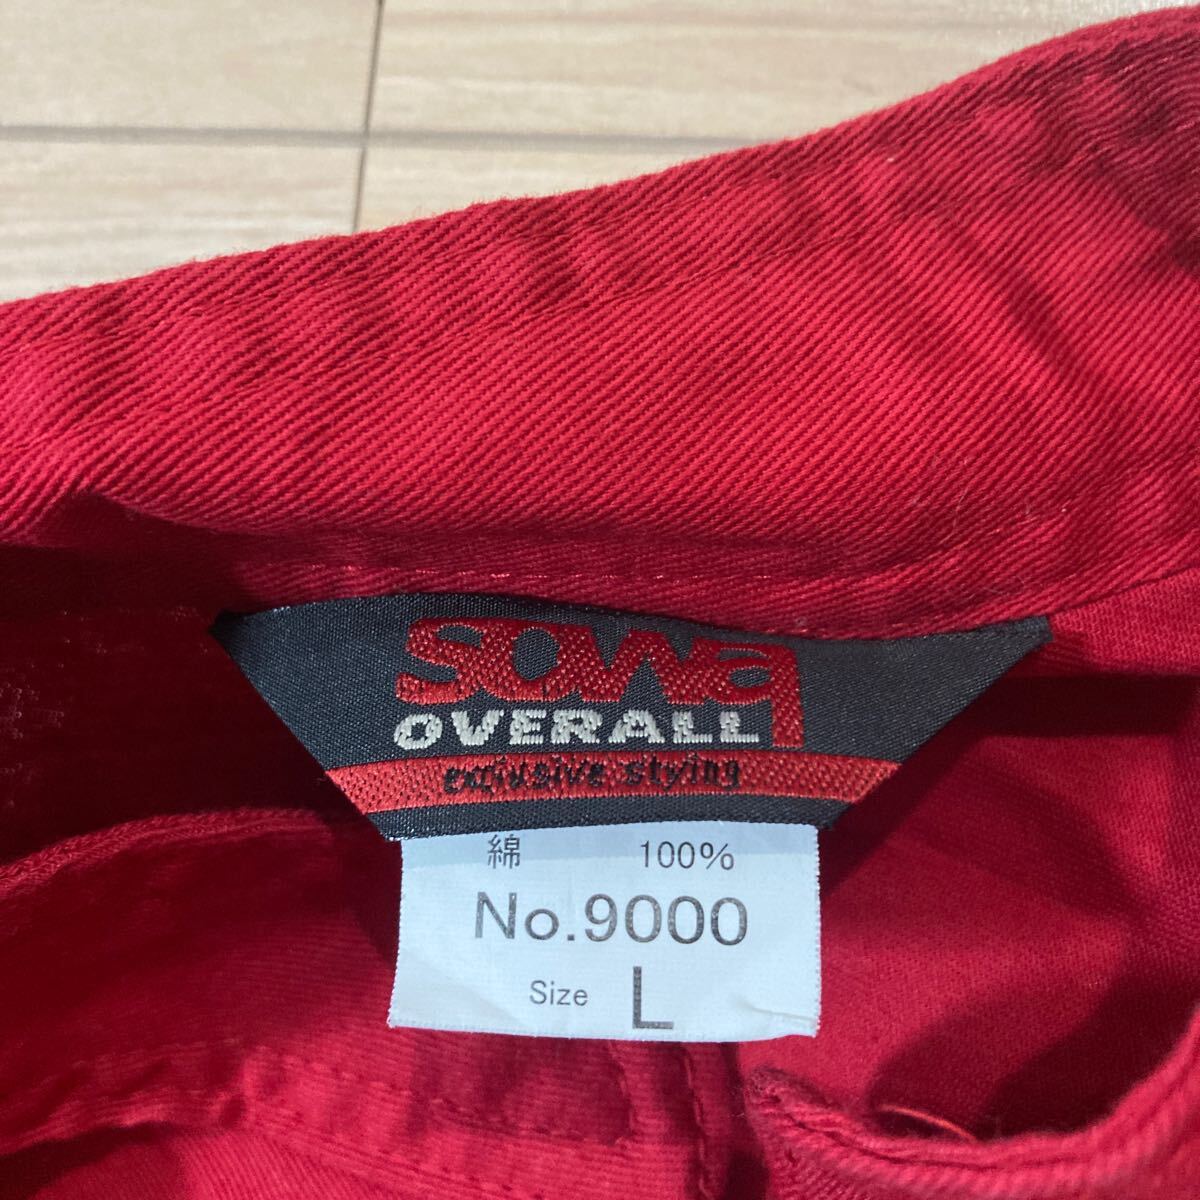 sowa
OVERALL
exclusive styling
綿 100%
No.9000
Size L